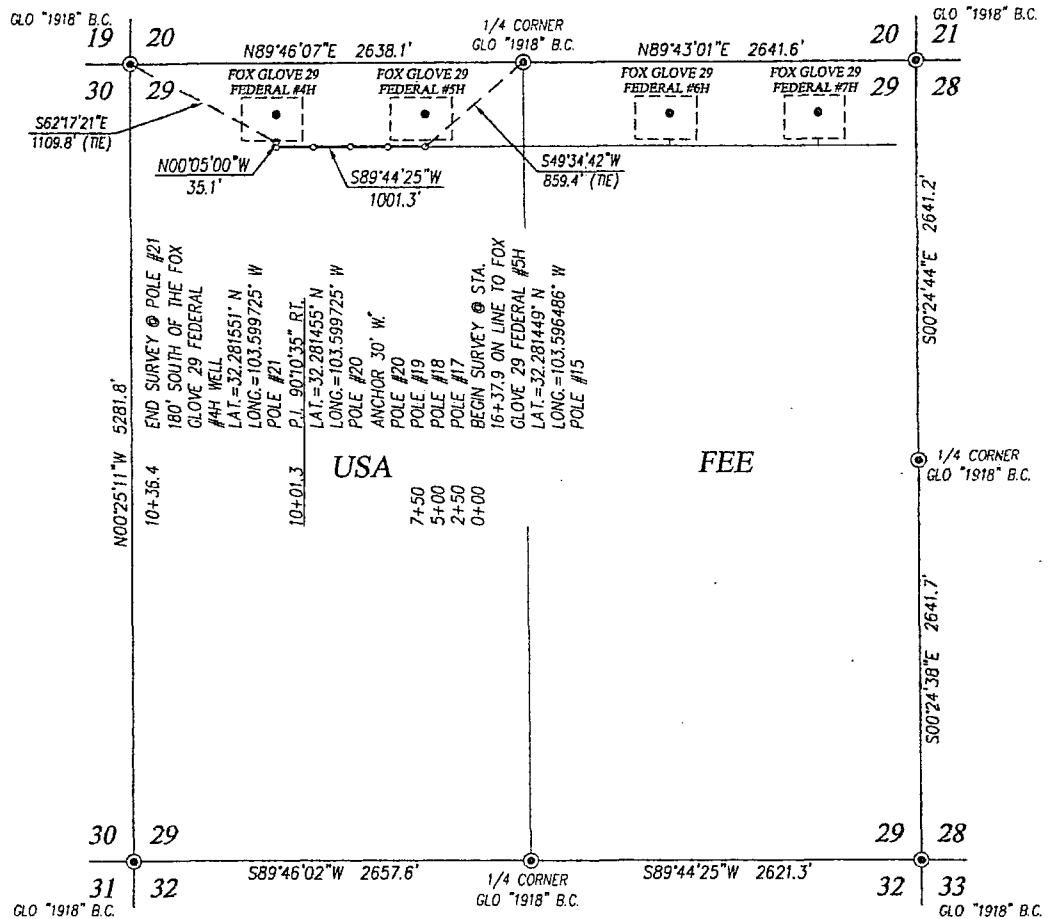 GLO "1918" B.C.
19 20
1/4 CORNER
GLO "1918" B.C.
GLO "1918" B.C.
20 21
N89°46'07"E 2638.1'
N89°43'01"E 2641.6'
30 29
29 28
FOX GLOVE 29
FEDERAL #4H
FOX GLOVE 29
FEDERAL #5H
FOX GLOVE 29
FEDERAL #6H
FOX GLOVE 29
FEDERAL #7H
S62°17'21"E
1109.8' (TIE)
N00°05'00"W
35.1'
S89°44'25"W
1001.3'
S49°34'42"W
859.4' (TIE)
S00°24'44"E 2641.2'
N00°25'11"W 5281.8'
10+36.4 END SURVEY @ POLE #21
180' SOUTH OF THE FOX
GLOVE 29 FEDERAL
#4H WELL
LAT.=32.281551° N
LONG.=103.599725° W
POLE #21
10+01.3 P.I. 90°10'35" RT.
LAT.=32.281455° N
LONG.=103.599725° W
POLE #20
ANCHOR 30' W.
POLE #20
7+50 POLE #19
5+00 POLE #18
2+50 POLE #17
0+00 BEGIN SURVEY @ STA.
16+37.9 ON LINE TO FOX
GLOVE 29 FEDERAL #5H
LAT.=32.281449° N
LONG.=103.596486° W
POLE #15
USA
FEE
1/4 CORNER
GLO "1918" B.C.
S00°24'38"E 2641.7'
30 29
29 28
S89°46'02"W 2657.6'
S89°44'25"W 2621.3'
31 32
1/4 CORNER
GLO "1918" B.C.
32 33
GLO "1918" B.C.
GLO "1918" B.C.